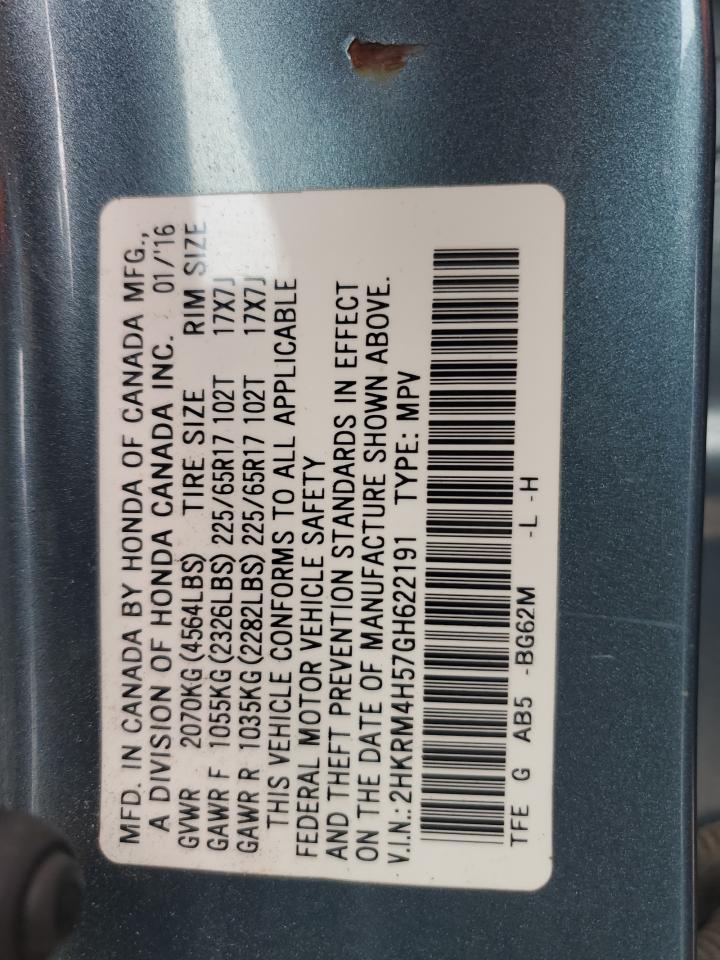 MFD. IN CANADA BY HONDA OF CANADA MFG.,
A DIVISION OF HONDA CANADA INC. 01/'16
GVWR 2070KG (4564LBS) TIRE SIZE RIM SIZE
GAWR F 1055KG (2326LBS) 225/65R17 102T 17X7J
GAWR R 1035KG (2282LBS) 225/65R17 102T 17X7J
THIS VEHICLE CONFORMS TO ALL APPLICABLE
FEDERAL MOTOR VEHICLE SAFETY
AND THEFT PREVENTION STANDARDS IN EFFECT
ON THE DATE OF MANUFACTURE SHOWN ABOVE.
V.I.N.: 2HKRM4H57GH622191 TYPE: MPV
TFE G AB5 -BG62M -L -H